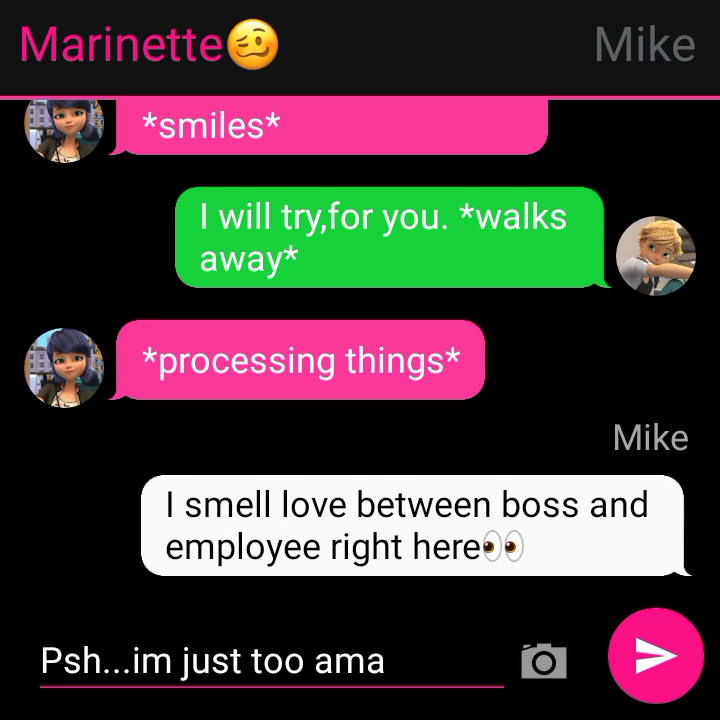 Marinette🥴 Mike
*smiles*
I will try,for you. *walks
away*
*processing things*
Mike
I smell love between boss and
employee right here👀
Psh...im just too ama